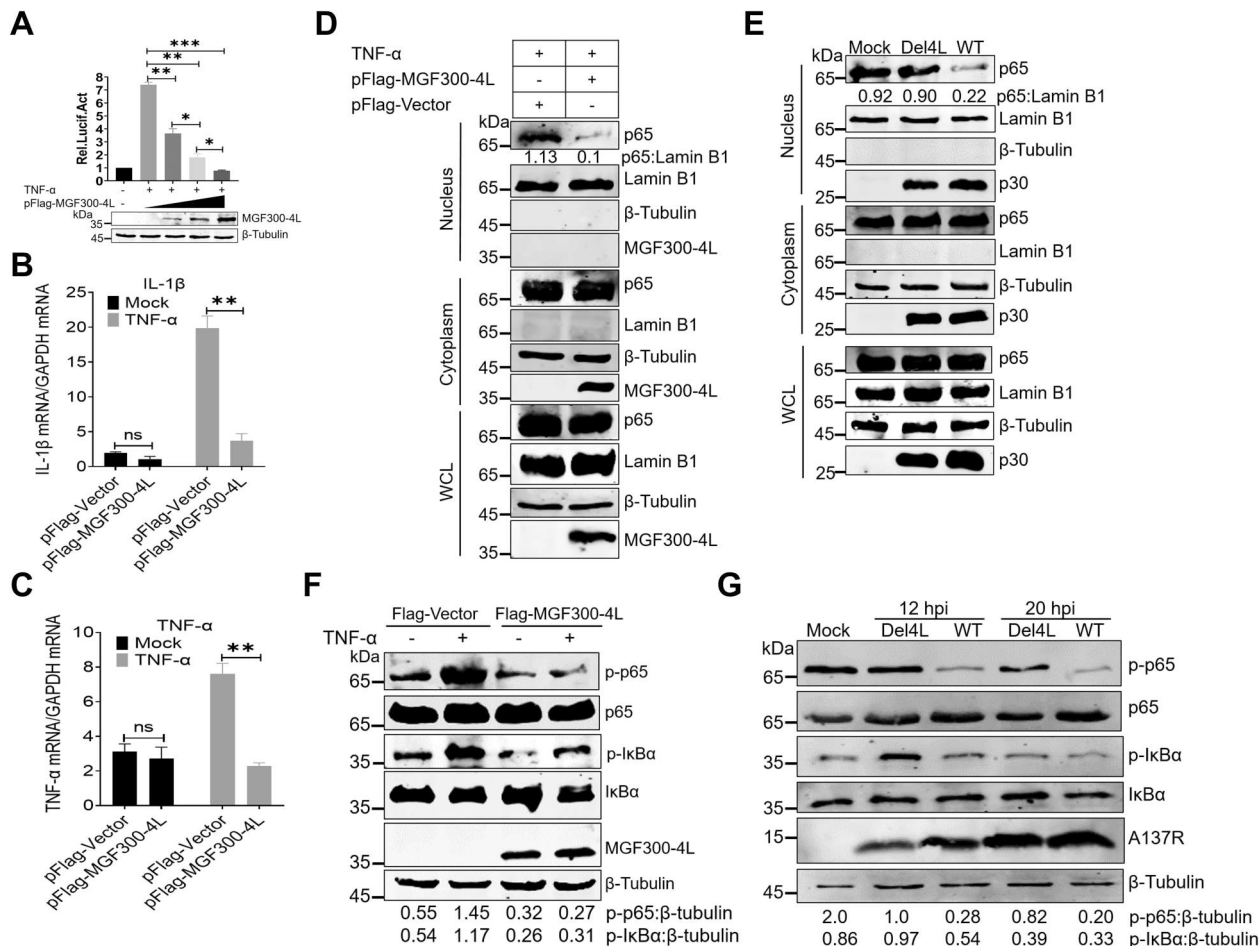 A
*** 
**
**
*
*
Rel.Lucif.Act
8
7
6
5
4
3
2
1
0
TNF-α - + + + +
pFlag-MGF300-4L -
kDa
35 MGF300-4L
45 β-Tubulin
B
IL-1β
Mock
TNF-α
**
ns
IL-1β mRNA/GAPDH mRNA
25
20
15
10
5
0
pFlag-Vector
pFlag-MGF300-4L
pFlag-Vector
pFlag-MGF300-4L
C
TNF-α
Mock
TNF-α
**
ns
TNF-α mRNA/GAPDH mRNA
10
8
6
4
2
0
pFlag-Vector
pFlag-MGF300-4L
pFlag-Vector
pFlag-MGF300-4L
D
TNF-α + +
pFlag-MGF300-4L - +
pFlag-Vector + -
kDa
Nucleus
65 p65
1.13 0.1 p65:Lamin B1
65 Lamin B1
45 β-Tubulin
35 MGF300-4L
Cytoplasm
65 p65
65 Lamin B1
45 β-Tubulin
35 MGF300-4L
WCL
65 p65
65 Lamin B1
45 β-Tubulin
35 MGF300-4L
E
kDa Mock Del4L WT
Nucleus
65 p65
0.92 0.90 0.22 p65:Lamin B1
65 Lamin B1
45 β-Tubulin
25 p30
Cytoplasm
65 p65
65 Lamin B1
45 β-Tubulin
25 p30
WCL
65 p65
65 Lamin B1
45 β-Tubulin
25 p30
F
Flag-Vector Flag-MGF300-4L
TNF-α - + - +
kDa
65 p-p65
65 p65
35 p-IκBα
35 IκBα
35 MGF300-4L
45 β-Tubulin
0.55 1.45 0.32 0.27 p-p65:β-tubulin
0.54 1.17 0.26 0.31 p-IκBα:β-tubulin
G
12 hpi 20 hpi
Mock Del4L WT Del4L WT
kDa
65 p-p65
65 p65
35 p-IκBα
35 IκBα
15 A137R
45 β-Tubulin
2.0 1.0 0.28 0.82 0.20 p-p65:β-tubulin
0.86 0.97 0.54 0.39 0.33 p-IκBα:β-tubulin